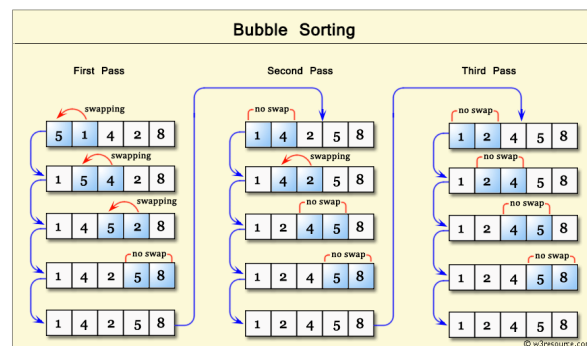 Bubble Sorting
First Pass
swapping
5 1 4 2 8
swapping
1 5 4 2 8
swapping
1 4 5 2 8
no swap
1 4 2 5 8
1 4 2 5 8
Second Pass
no swap
1 4 2 5 8
swapping
1 4 2 5 8
no swap
1 2 4 5 8
no swap
1 2 4 5 8
1 2 4 5 8
Third Pass
no swap
1 2 4 5 8
no swap
1 2 4 5 8
no swap
1 2 4 5 8
no swap
1 2 4 5 8
1 2 4 5 8
© w3resource.com